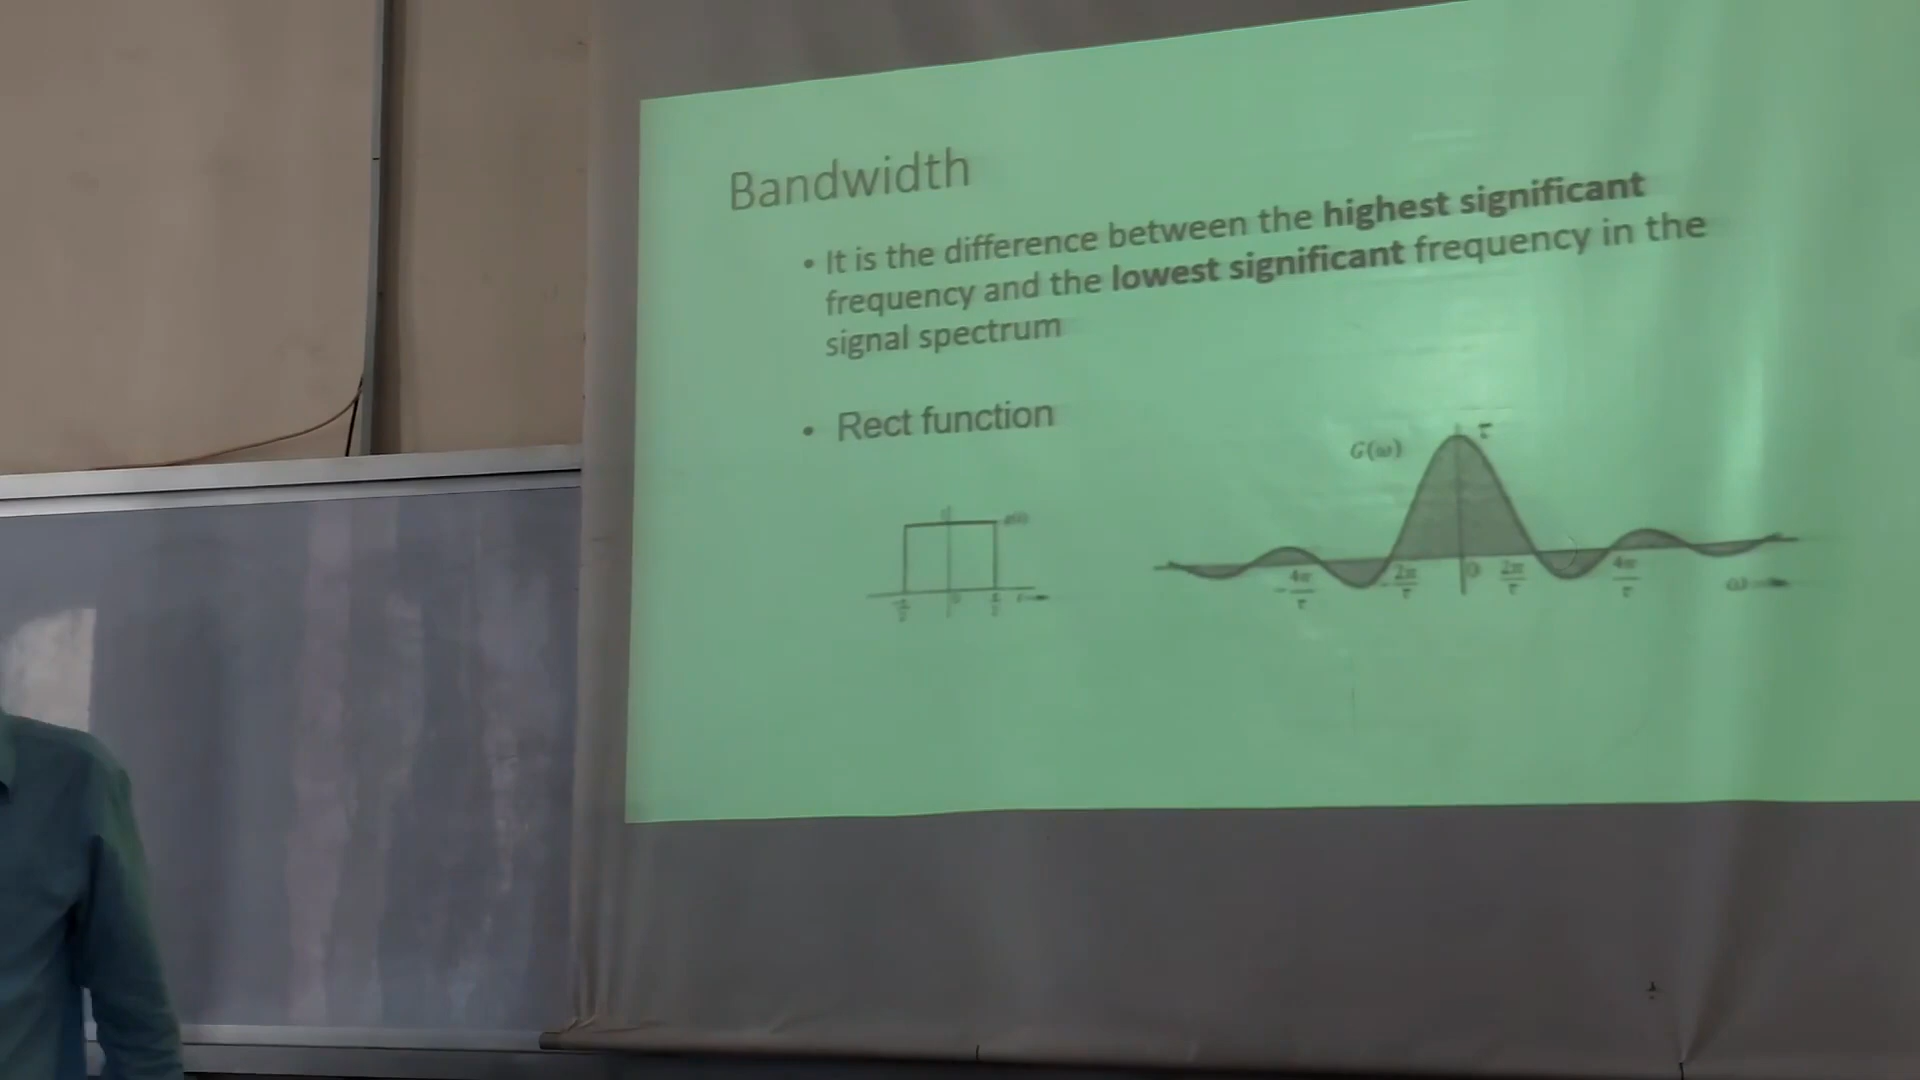 Bandwidth
• It is the difference between the highest significant
frequency and the lowest significant frequency in the
signal spectrum
• Rect function
G(ω)
τ
-4π/τ -2π/τ 0 2π/τ 4π/τ ω